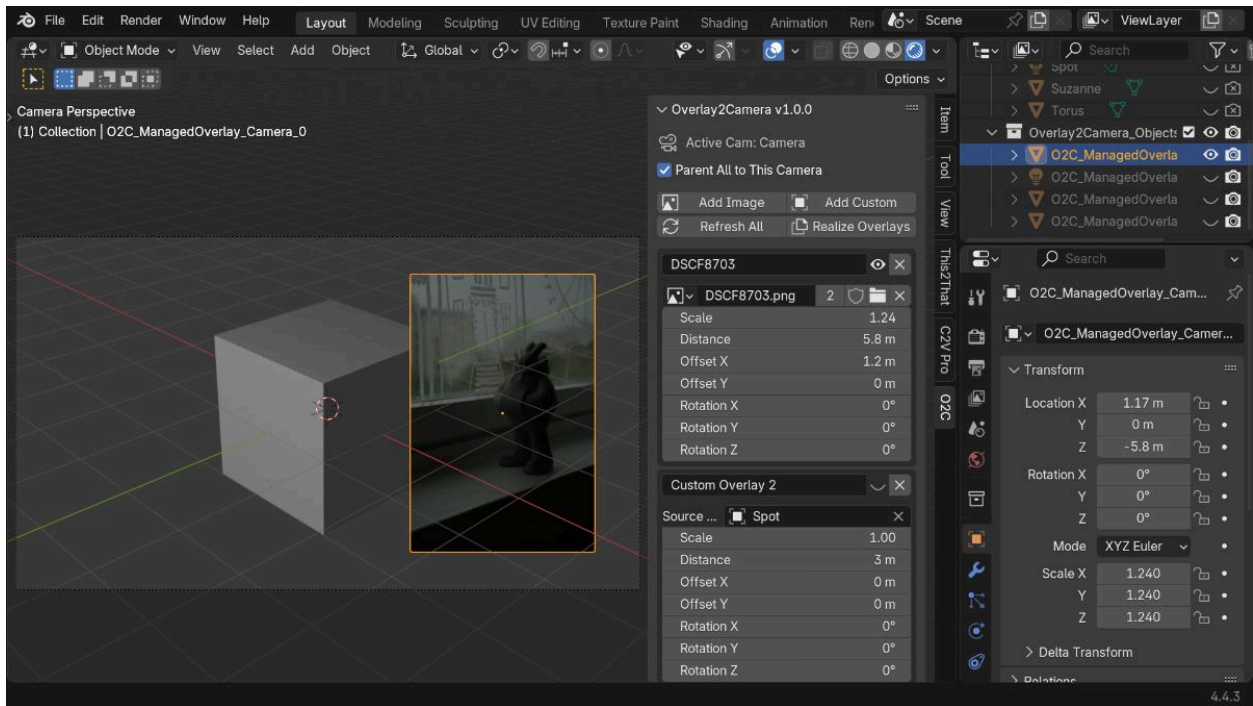 File Edit Render Window Help Layout Modeling Sculpting UV Editing Texture Paint Shading Animation Ren Scene ViewLayer
Object Mode View Select Add Object Global Search
Options
Camera Perspective
(1) Collection | O2C_ManagedOverlay_Camera_0
Overlay2Camera v1.0.0
Active Cam: Camera
Parent All to This Camera
Add Image Add Custom
Refresh All Realize Overlays
DSCF8703
DSCF8703.png 2
Scale 1.24
Distance 5.8 m
Offset X 1.2 m
Offset Y 0 m
Rotation X 0°
Rotation Y 0°
Rotation Z 0°
Custom Overlay 2
Source ... Spot
Scale 1.00
Distance 3 m
Offset X 0 m
Offset Y 0 m
Rotation X 0°
Rotation Y 0°
Rotation Z 0°
Item
Tool
View
This2That
C2V Pro
O2C
Spot
Suzanne
Torus
Overlay2Camera_Objects
O2C_ManagedOverla
O2C_ManagedOverla
O2C_ManagedOverla
O2C_ManagedOverla
Search
O2C_ManagedOverlay_Cam...
O2C_ManagedOverlay_Camer...
Transform
Location X 1.17 m
Y 0 m
Z -5.8 m
Rotation X 0°
Y 0°
Z 0°
Mode XYZ Euler
Scale X 1.240
Y 1.240
Z 1.240
Delta Transform
Relations
4.4.3